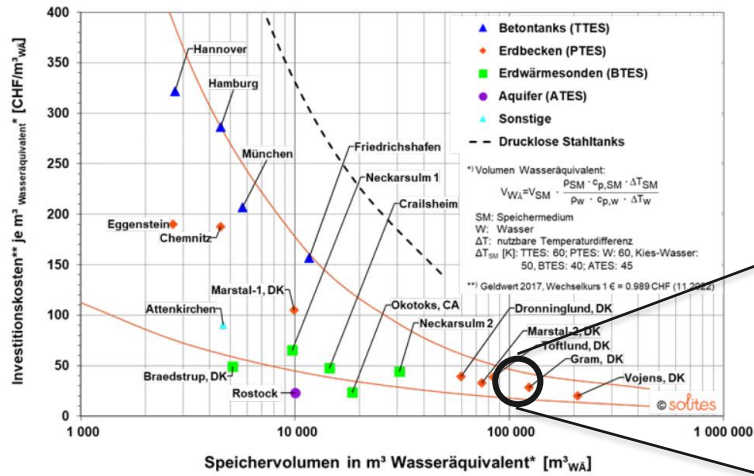 Investitionskosten** je m³ Wasseräquivalent* [CHF/m³WÄ]
400
350
300
250
200
150
100
50
0
1 000
10 000
100 000
1 000 000
Speichervolumen in m³ Wasseräquivalent* [m³WÄ]
Hannover
Hamburg
München
Friedrichshafen
Neckarsulm 1
Crailsheim
Eggenstein
Chemnitz
Marstal-1, DK
Okotoks, CA
Attenkirchen
Neckarsulm 2
Braedstrup, DK
Rostock
Dronninglund, DK
Marstal-2, DK
Toftlund, DK
Gram, DK
Vojens, DK
Betontanks (TTES)
Erdbecken (PTES)
Erdwärmesonden (BTES)
Aquifer (ATES)
Sonstige
Drucklose Stahltanks
*) Volumen Wasseräquivalent:
VWÄ=VSM · ρSM · cp,SM · ΔTSM / ρw · cp,w · ΔTw
SM: Speichermedium
W: Wasser
ΔT: nutzbare Temperaturdifferenz
ΔTSM [K]: TTES: 60; PTES: W: 60, Kies-Wasser:
50, BTES: 40; ATES: 45
**) Geldwert 2017, Wechselkurs 1 € = 0.989 CHF (11.2022)
© solites